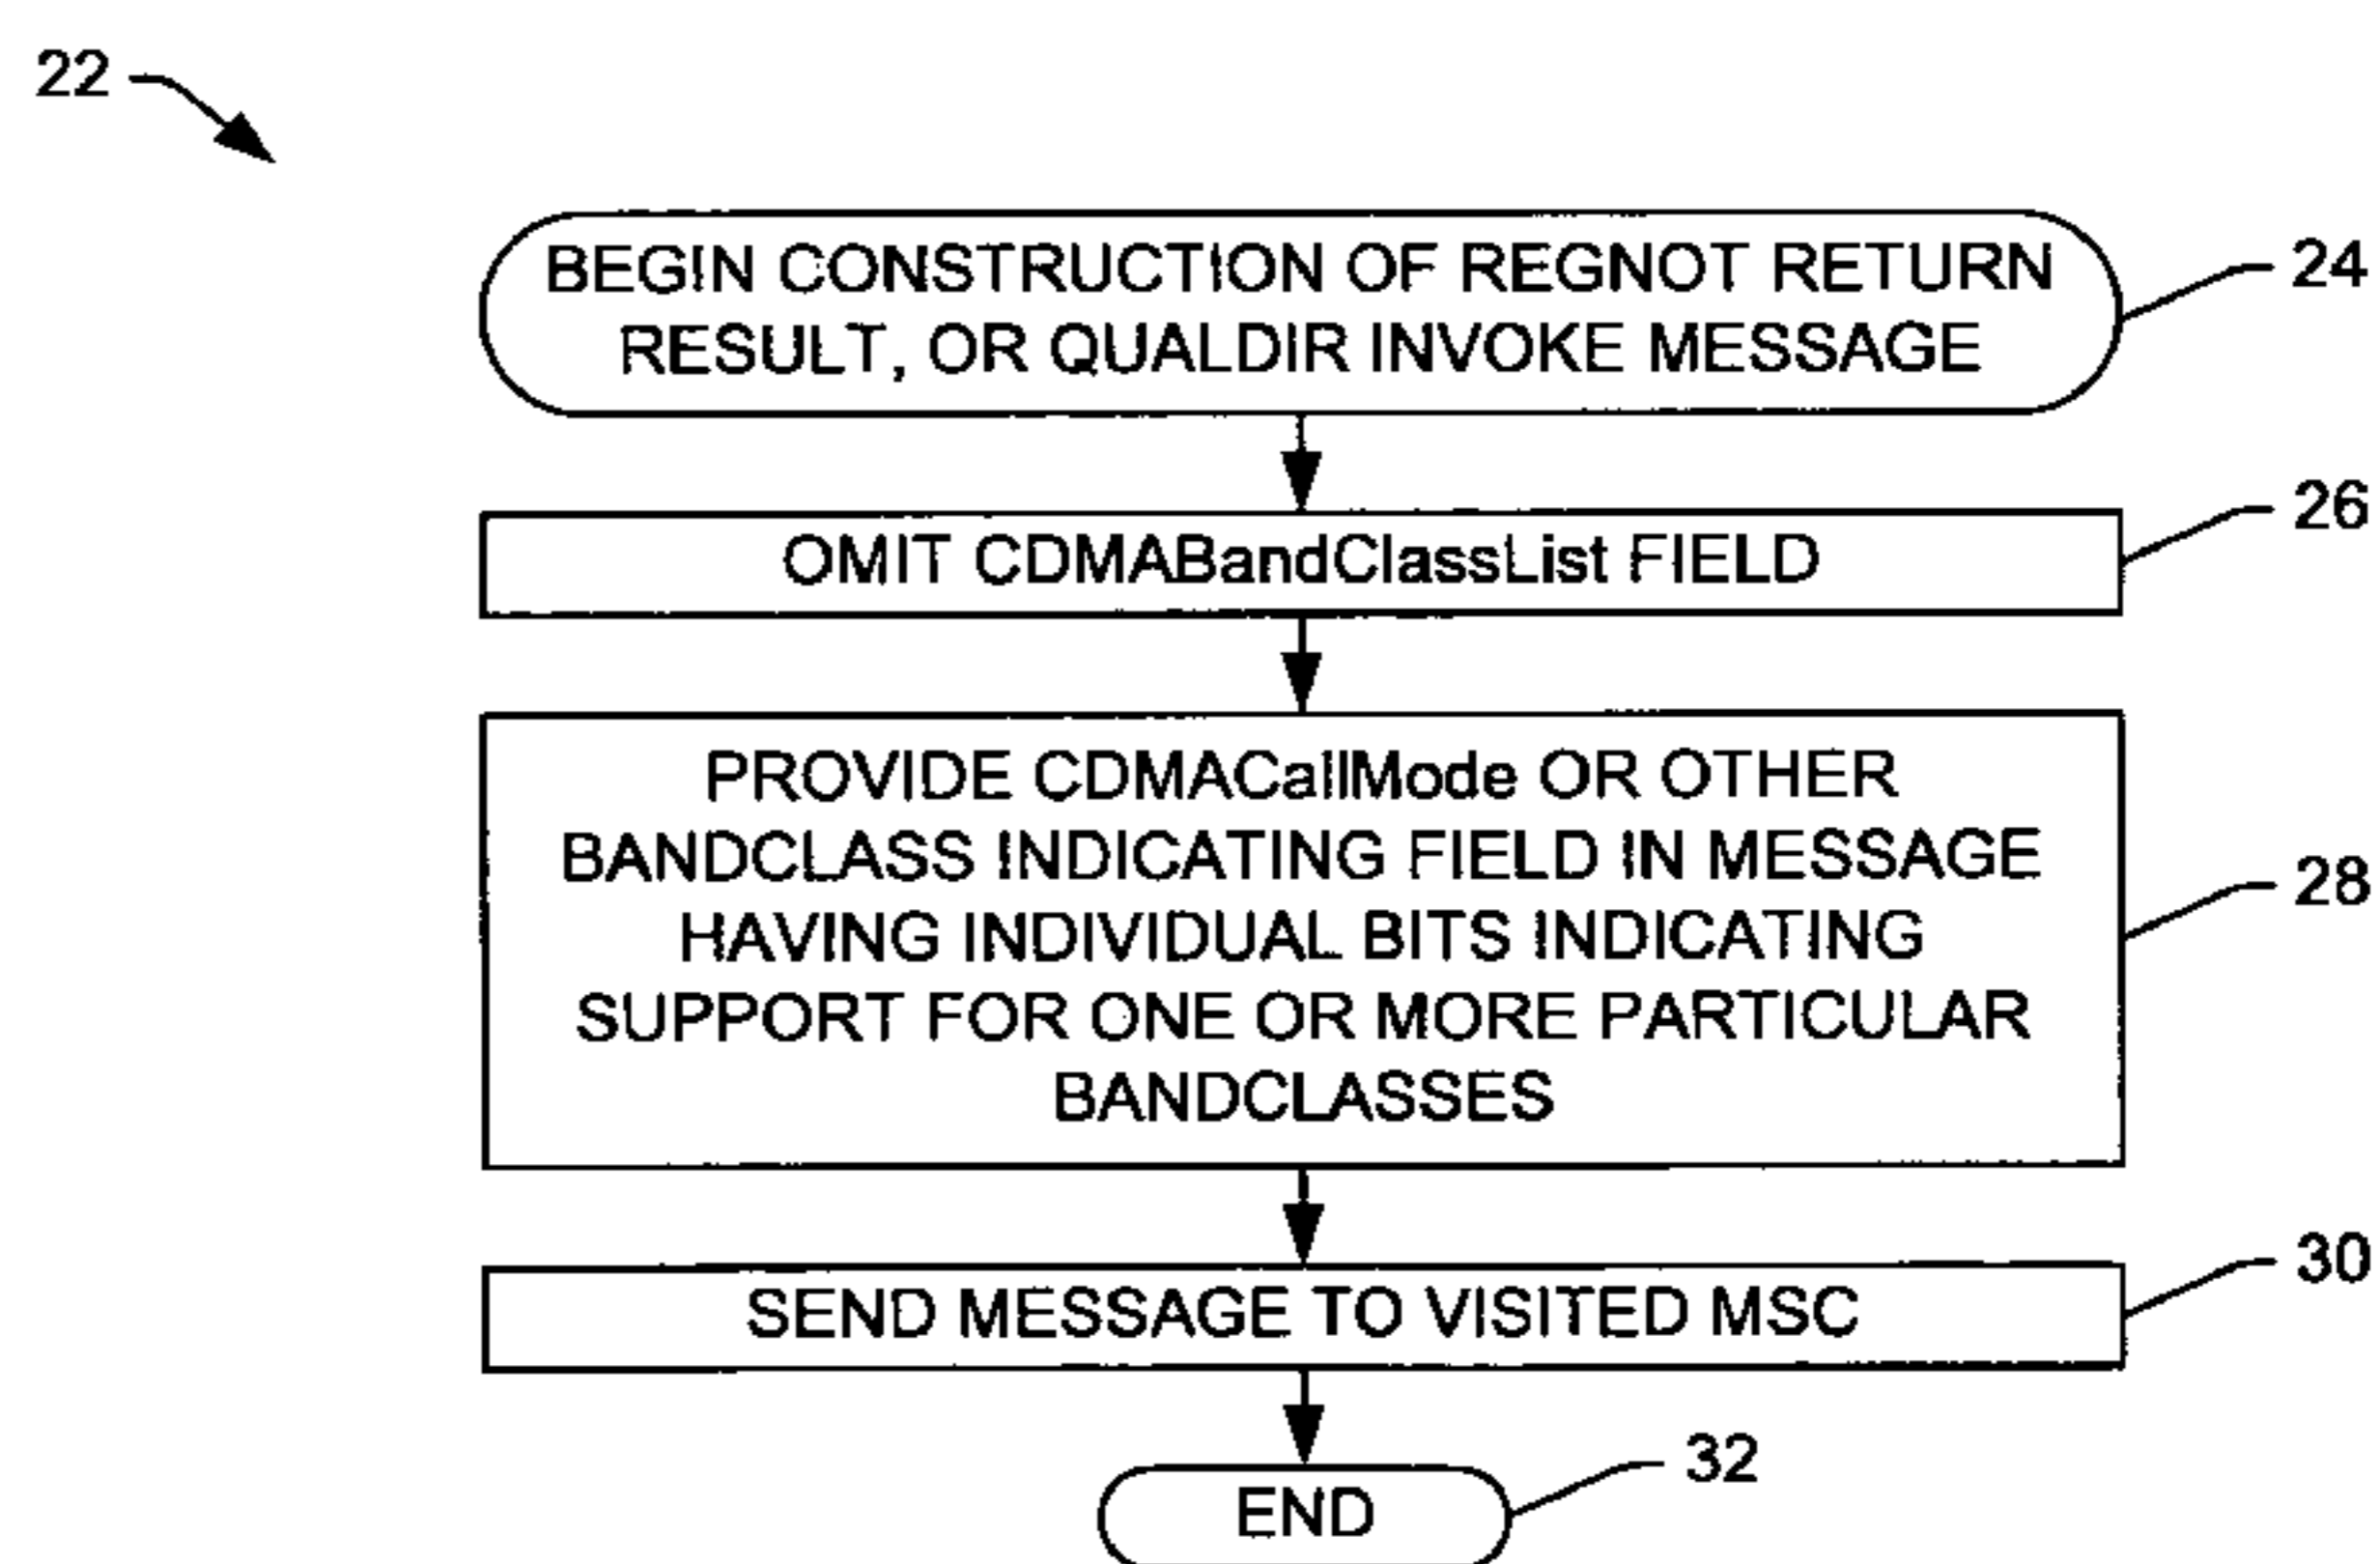 22
BEGIN CONSTRUCTION OF REGNOT RETURN
RESULT, OR QUALDIR INVOKE MESSAGE
24
OMIT CDMABandClassList FIELD
26
PROVIDE CDMACallMode OR OTHER
BANDCLASS INDICATING FIELD IN MESSAGE
HAVING INDIVIDUAL BITS INDICATING
SUPPORT FOR ONE OR MORE PARTICULAR
BANDCLASSES
28
SEND MESSAGE TO VISITED MSC
30
END
32